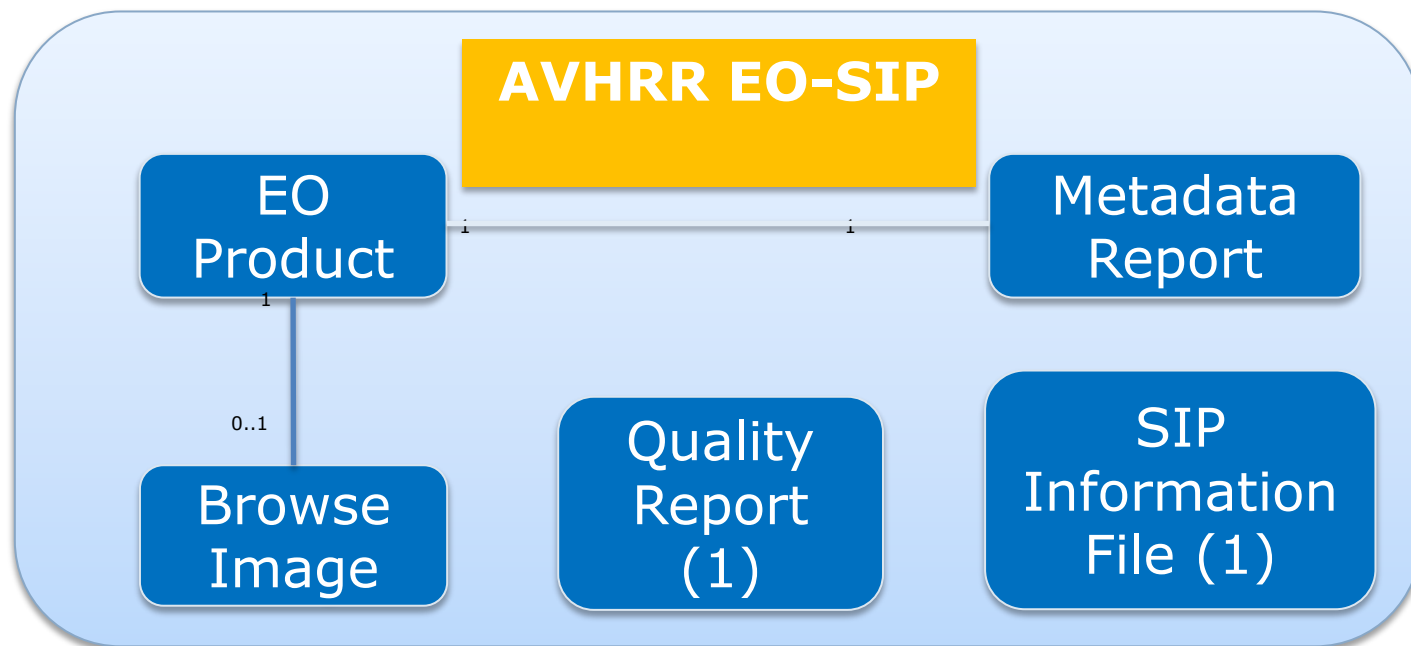 AVHRR EO-SIP
EO
Product
Metadata
Report
1
1
1
0..1
Browse
Image
Quality
Report
(1)
SIP
Information
File (1)